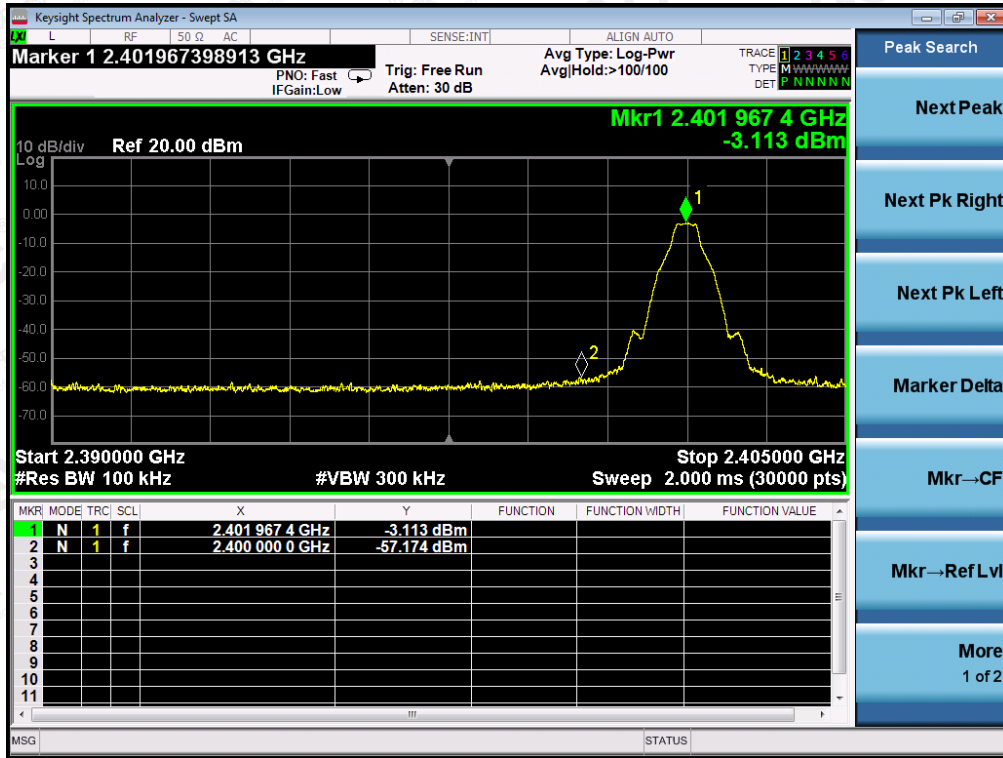 Keysight Spectrum Analyzer - Swept SA
LXI L RF 50 Ω AC SENSE:INT ALIGN AUTO
Marker 1 2.401967398913 GHz
PNO: Fast
IFGain:Low
Trig: Free Run
Atten: 30 dB
Avg Type: Log-Pwr
Avg|Hold:>100/100
TRACE 1 2 3 4 5 6
TYPE M W W W W W
DET P N N N N N
Mkr1 2.401 967 4 GHz
-3.113 dBm
10 dB/div Ref 20.00 dBm
Log
10.0
0.00
-10.0
-20.0
-30.0
-40.0
-50.0
-60.0
-70.0
1
2
Start 2.390000 GHz Stop 2.405000 GHz
#Res BW 100 kHz #VBW 300 kHz Sweep 2.000 ms (30000 pts)
MKR MODE TRC SCL X Y FUNCTION FUNCTION WIDTH FUNCTION VALUE
1 N 1 f 2.401 967 4 GHz -3.113 dBm
2 N 1 f 2.400 000 0 GHz -57.174 dBm
3
4
5
6
7
8
9
10
11
MSG STATUS
Peak Search
Next Peak
Next Pk Right
Next Pk Left
Marker Delta
Mkr→CF
Mkr→Ref Lvl
More
1 of 2